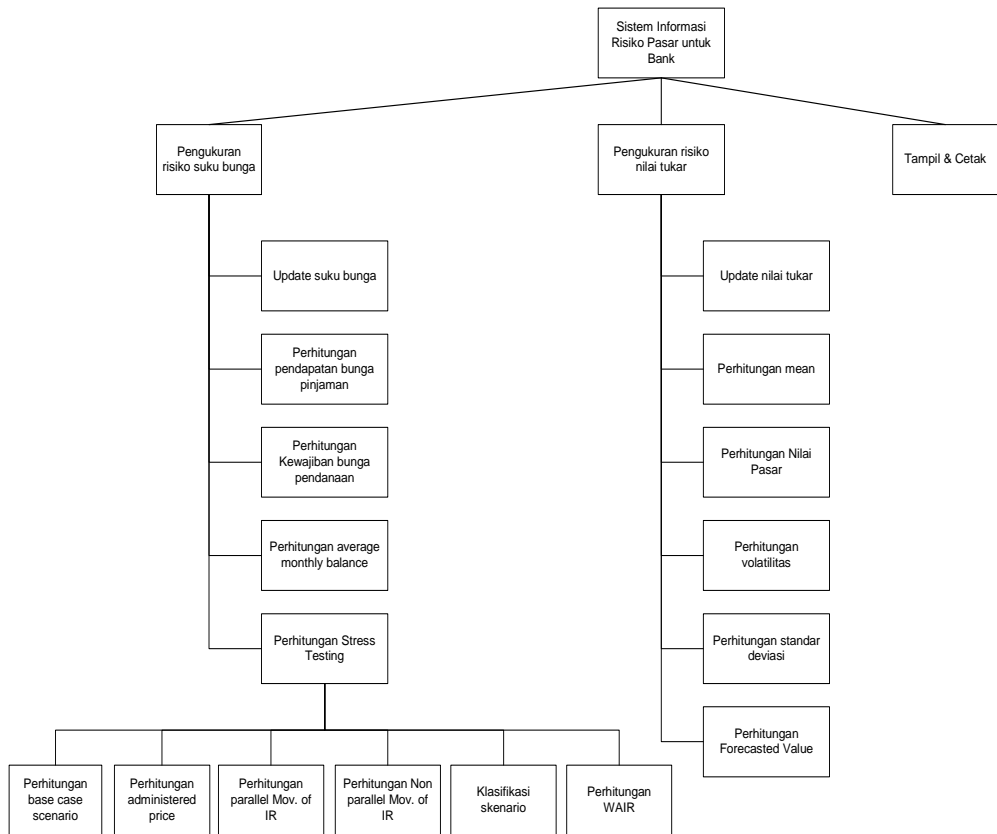 Sistem Informasi
Risiko Pasar untuk
Bank
Pengukuran
risiko suku bunga
Pengukuran risiko
nilai tukar
Tampil & Cetak
Update suku bunga
Perhitungan
pendapatan bunga
pinjaman
Perhitungan
Kewajiban bunga
pendanaan
Perhitungan average
monthly balance
Perhitungan Stress
Testing
Update nilai tukar
Perhitungan mean
Perhitungan Nilai
Pasar
Perhitungan
volatilitas
Perhitungan standar
deviasi
Perhitungan
Forecasted Value
Perhitungan
base case
scenario
Perhitungan
administered
price
Perhitungan
parallel Mov. of
IR
Perhitungan Non
parallel Mov. of
IR
Klasifikasi
skenario
Perhitungan
WAIR